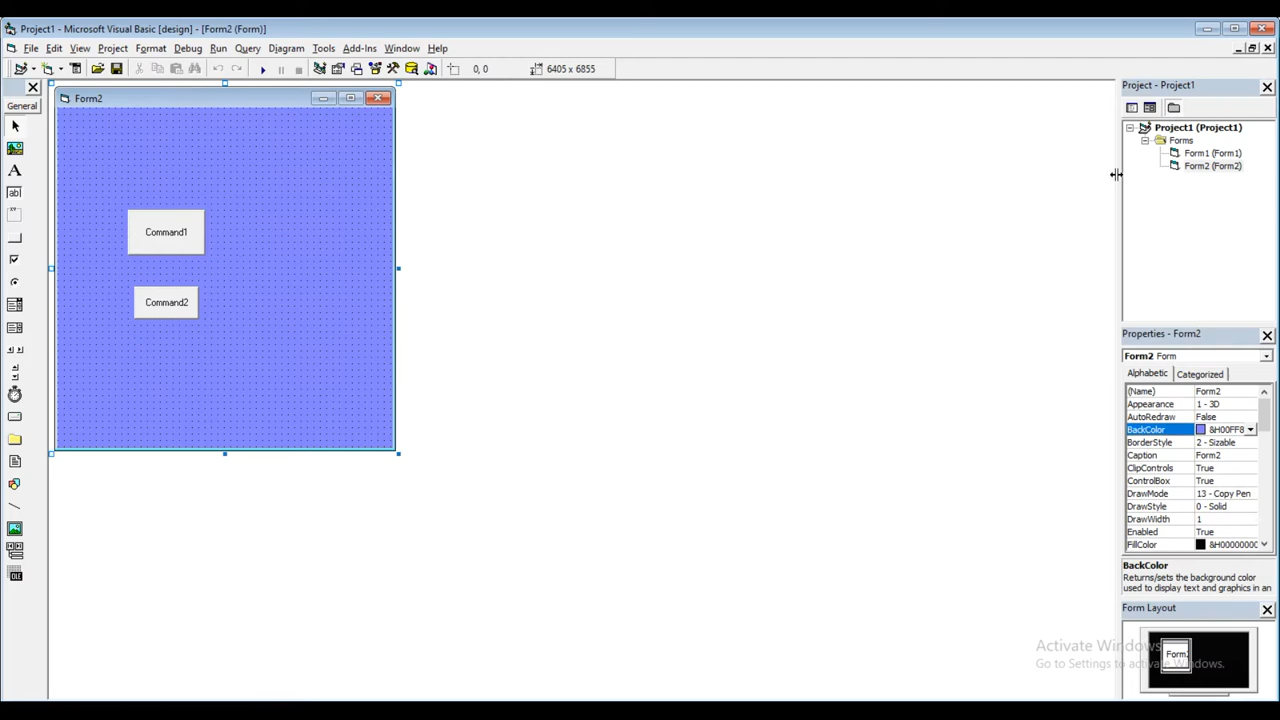 Project1 - Microsoft Visual Basic [design] - [Form2 (Form)]
File Edit View Project Format Debug Run Query Diagram Tools Add-Ins Window Help
0, 0 6405 x 6855
General
A
ab|
OLE
Form2
Command1
Command2
Project - Project1
Project1 (Project1)
Forms
Form1 (Form1)
Form2 (Form2)
Properties - Form2
Form2 Form
Alphabetic Categorized
(Name) Form2
Appearance 1 - 3D
AutoRedraw False
BackColor &H00FF8
BorderStyle 2 - Sizable
Caption Form2
ClipControls True
ControlBox True
DrawMode 13 - Copy Pen
DrawStyle 0 - Solid
DrawWidth 1
Enabled True
FillColor &H0000000C
BackColor
Returns/sets the background color
used to display text and graphics in an
Form Layout
Form2
Activate Windows
Go to Settings to activate Windows.